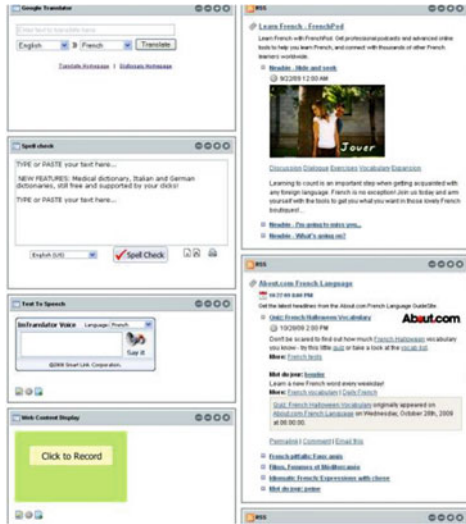 Google Translator
Enter text to translate here...
English
French
Translate
Translate Homepage | Dictionary Homepage
Spell check
TYPE or PASTE your text here...
NEW FEATURES: Medical dictionary, Italian and German
dictionaries, still free and supported by your clicks!
TYPE or PASTE your text here...
English (US)
Spell Check
Text To Speech
ImTranslator Voice Language: French
Say it
©2009 Smart Link Corporation.
Web Content Display
Click to Record
RSS
Learn French - FrenchPod
Learn French with FrenchPod: Get professional podcasts and advanced online
tools to help you learn French, and connect with thousands of other French
learners worldwide.
Newbie - Hide and seek
9/22/09 12:00 AM
Jouer
Discussion Dialogue Exercises Vocabulary Expansion
Learning to count is an important step when getting acquainted with
any foreign language. French is no exception! Join us today and arm
yourself with the tools to get you what you want in those lovely French
boutiques!...
Newbie - I'm going to miss you...
Newbie - What's going on?
RSS
About.com French Language
Get the latest headlines from the About.com French Language GuideSite.
Quiz: French Halloween Vocabulary
About.com
10/28/09 2:00 PM
Don't be scared to find out how much French Halloween vocabulary
you know - try this little quiz or take a look at the vocab list.
More: French tests
Mot du jour:
Learn a new French word every weekday!
More: French vocabulary | Daily French
Quiz: French Halloween Vocabulary originally appeared on
About.com French Language on Wednesday, October 28th, 2009
at 06:00:00.
Permalink | Comment | Email this
French pitfalls: Faux amis
Films, Femmes et Méditerranée
Idiomatic French: Expressions with
Mot du jour:
RSS